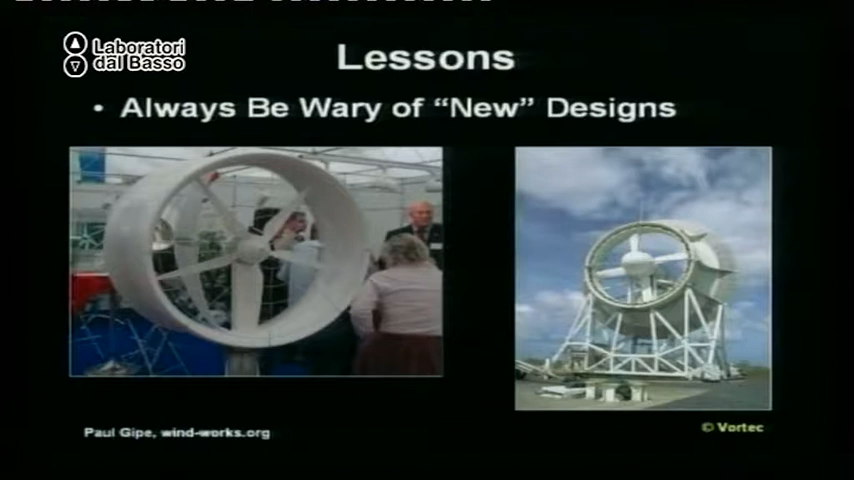 Laboratori
dal Basso
Lessons
• Always Be Wary of “New” Designs
Paul Gipe, wind-works.org
© Vortec